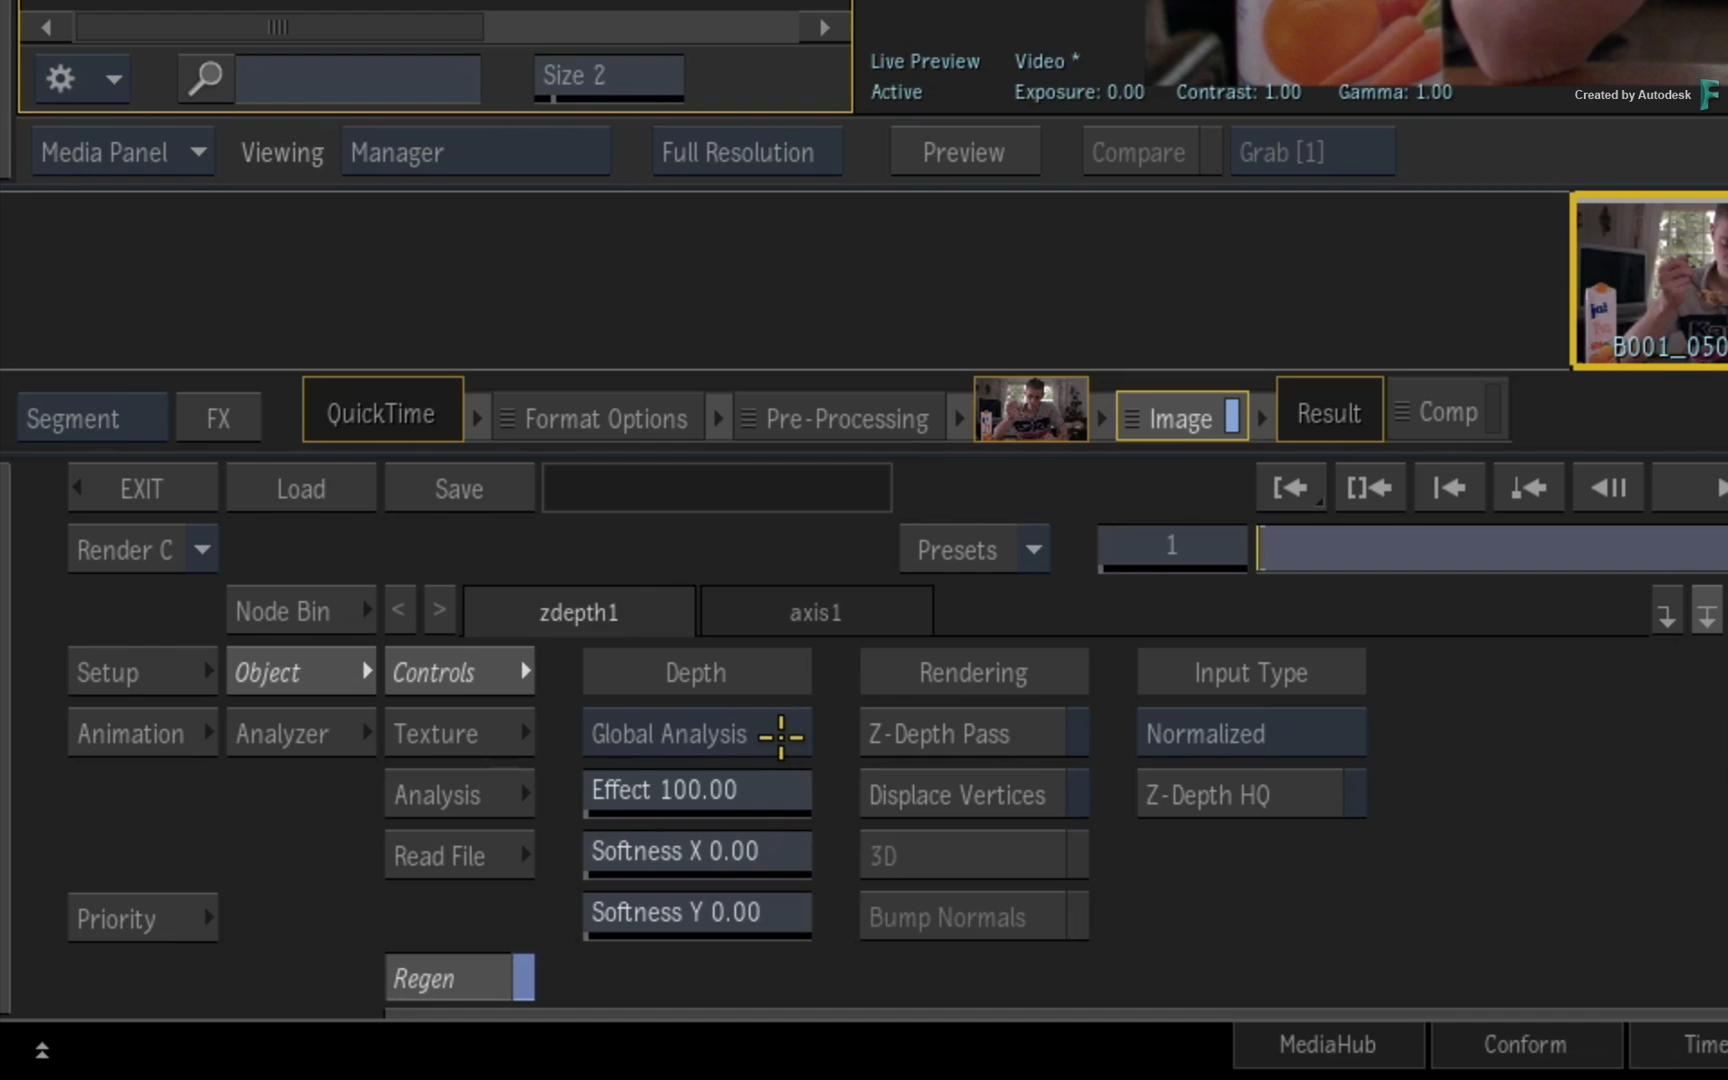 Size 2
Live Preview Video *
Active Exposure: 0.00 Contrast: 1.00 Gamma: 1.00
Created by Autodesk
Media Panel Viewing Manager Full Resolution Preview Compare Grab [1]
jal
B001_050
Segment FX QuickTime Format Options Pre-Processing Image Result Comp
EXIT Load Save
Render C Presets 1
Node Bin < > zdepth1 axis1
Setup Object Controls Depth Rendering Input Type
Animation Analyzer Texture Global Analysis Z-Depth Pass Normalized
Analysis Effect 100.00 Displace Vertices Z-Depth HQ
Read File Softness X 0.00 3D
Priority Softness Y 0.00 Bump Normals
Regen
MediaHub Conform Time